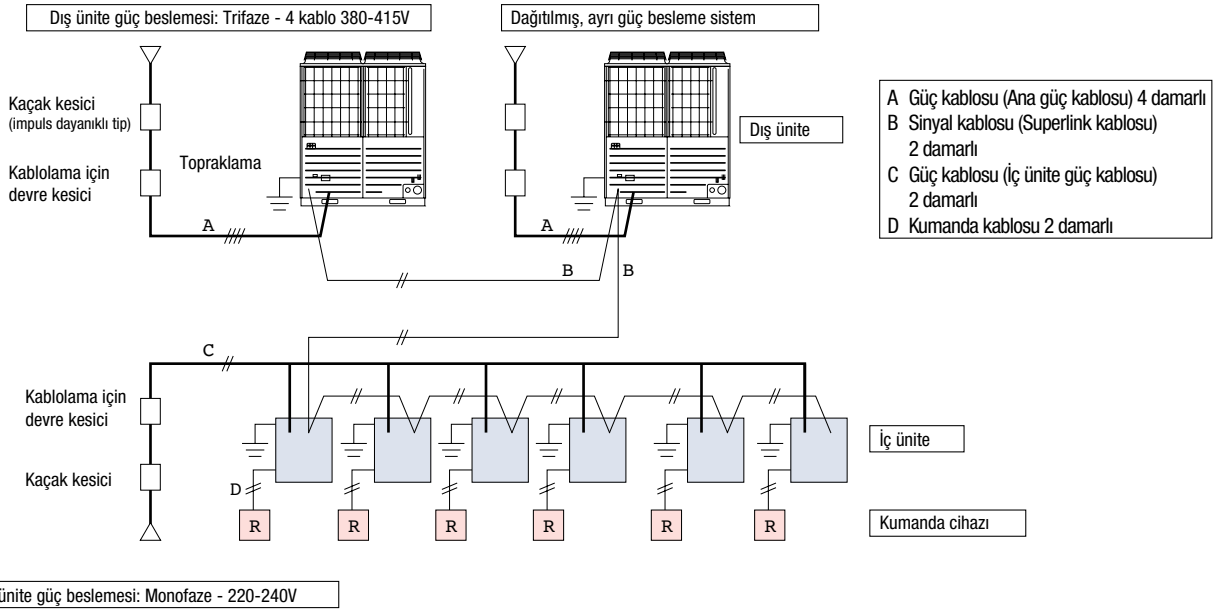 Dış ünite güç beslemesi: Trifaze - 4 kablo 380-415V
Dağıtılmış, ayrı güç besleme sistem
Kaçak kesici
(impuls dayanıklı tip)
Kablolama için
devre kesici
Topraklama
Dış ünite
A Güç kablosu (Ana güç kablosu) 4 damarlı
B Sinyal kablosu (Superlink kablosu)
2 damarlı
C Güç kablosu (İç ünite güç kablosu)
2 damarlı
D Kumanda kablosu 2 damarlı
A
A
B
B
C
Kablolama için
devre kesici
İç ünite
Kaçak kesici
D
R
R
R
R
R
R
Kumanda cihazı
ünite güç beslemesi: Monofaze - 220-240V